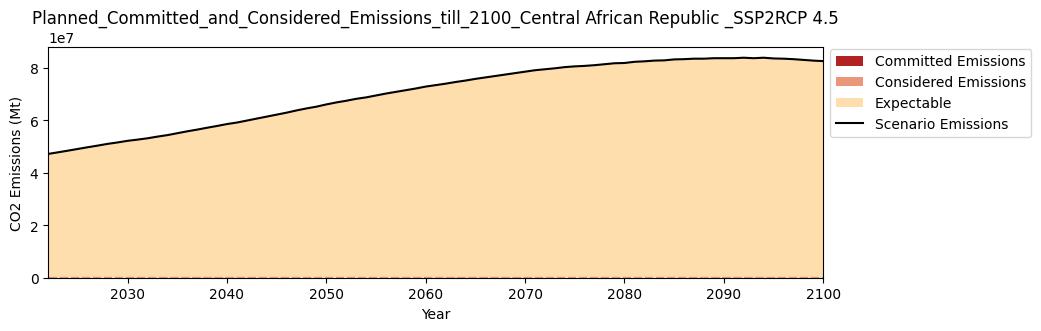 Planned_Committed_and_Considered_Emissions_till_2100_Central African Republic _SSP2RCP 4.5
1e7
Committed Emissions
Considered Emissions
Expectable
Scenario Emissions
CO2 Emissions (Mt)
8
6
4
2
0
2030 2040 2050 2060 2070 2080 2090 2100
Year